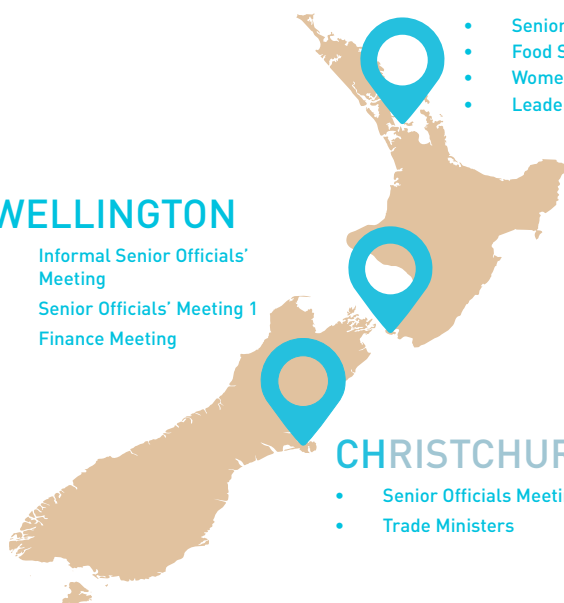 Senior
Food S
Wome
Leade
WELLINGTON
Informal Senior Officials'
Meeting
Senior Officials' Meeting 1
Finance Meeting
CHRISTCHUR
• Senior Officials Meeti
• Trade Ministers